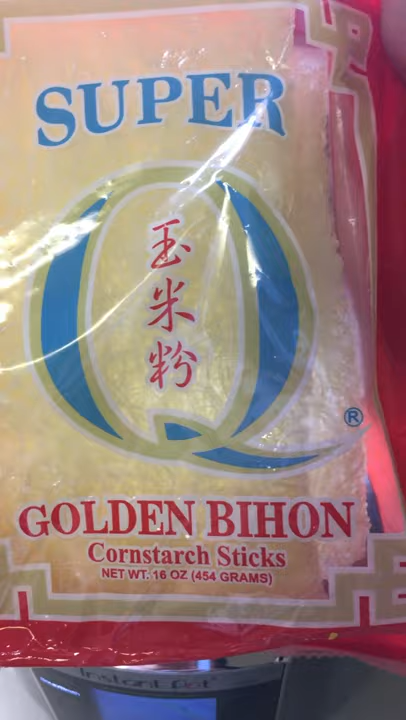 SUPER
Q
玉
米
粉
®
GOLDEN BIHON
Cornstarch Sticks
NET WT. 16 OZ (454 GRAMS)
Instant Pot